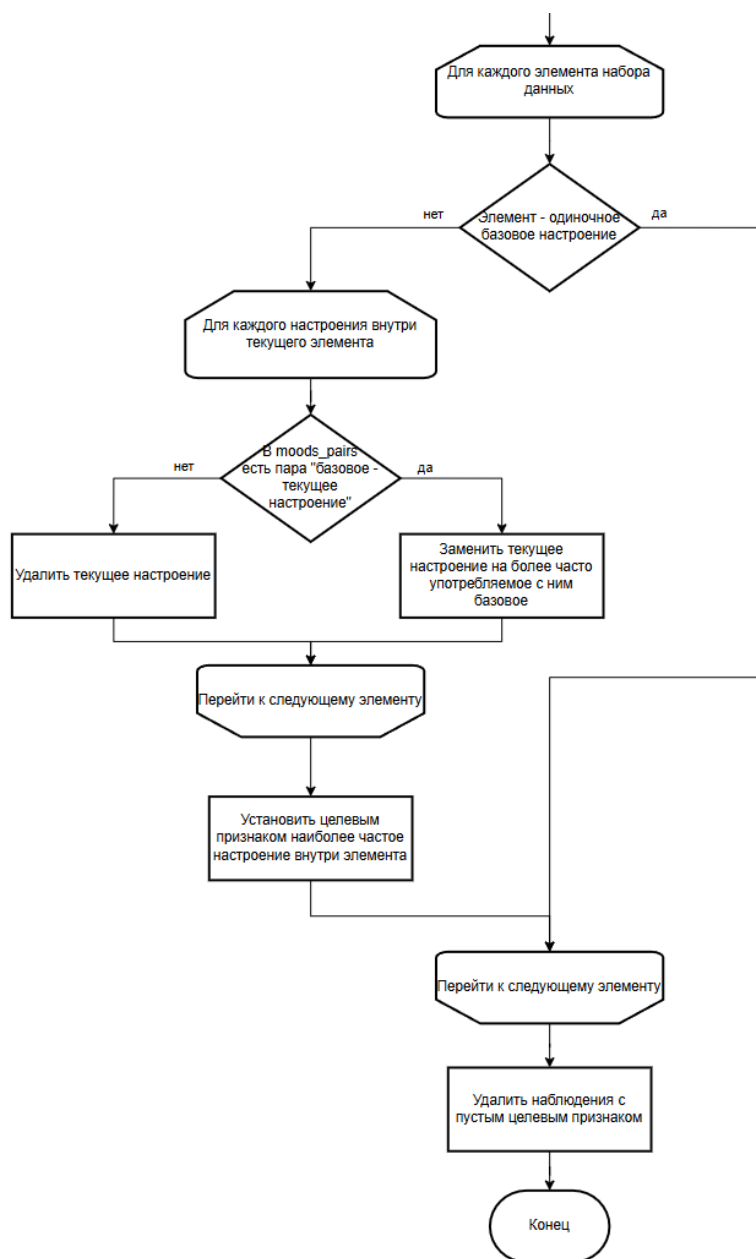 Для каждого элемента набора
данных
нет
Элемент - одиночное
базовое настроение
да
Для каждого настроения внутри
текущего элемента
нет
В moods_pairs
есть пара "базовое -
текущее
настроение"
да
Удалить текущее настроение
Заменить текущее
настроение на более часто
употребляемое с ним
базовое
Перейти к следующему элементу
Установить целевым
признаком наиболее частое
настроение внутри элемента
Перейти к следующему элементу
Удалить наблюдения с
пустым целевым признаком
Конец